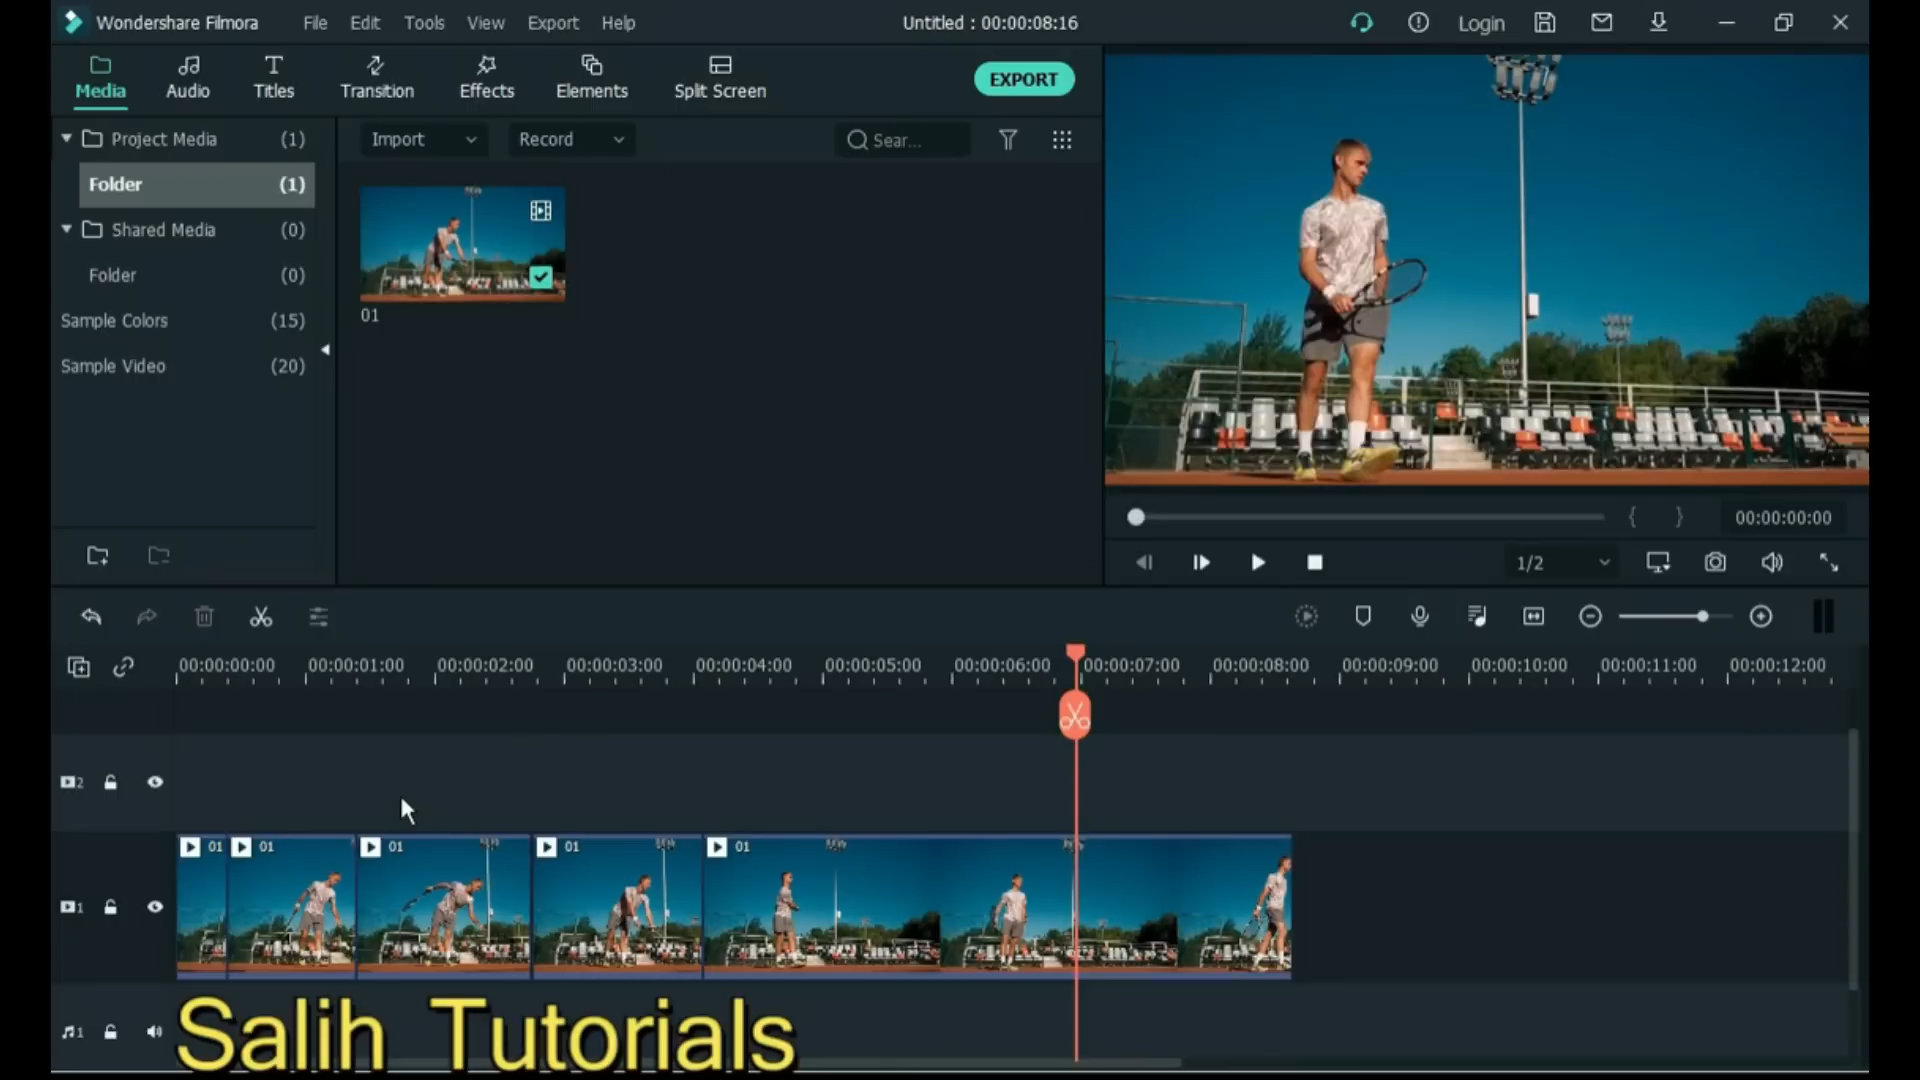 Wondershare Filmora File Edit Tools View Export Help Untitled : 00:00:08:16 Login
Media Audio Titles Transition Effects Elements Split Screen EXPORT
Project Media (1)
Folder (1)
Shared Media (0)
Folder (0)
Sample Colors (15)
Sample Video (20)
Import Record Sear...
01
{ } 00:00:00:00
1/2
00:00:00:00 00:00:01:00 00:00:02:00 00:00:03:00 00:00:04:00 00:00:05:00 00:00:06:00 00:00:07:00 00:00:08:00 00:00:09:00 00:00:10:00 00:00:11:00 00:00:12:00
2
01 01 01 01 01
1
1
Salih Tutorials